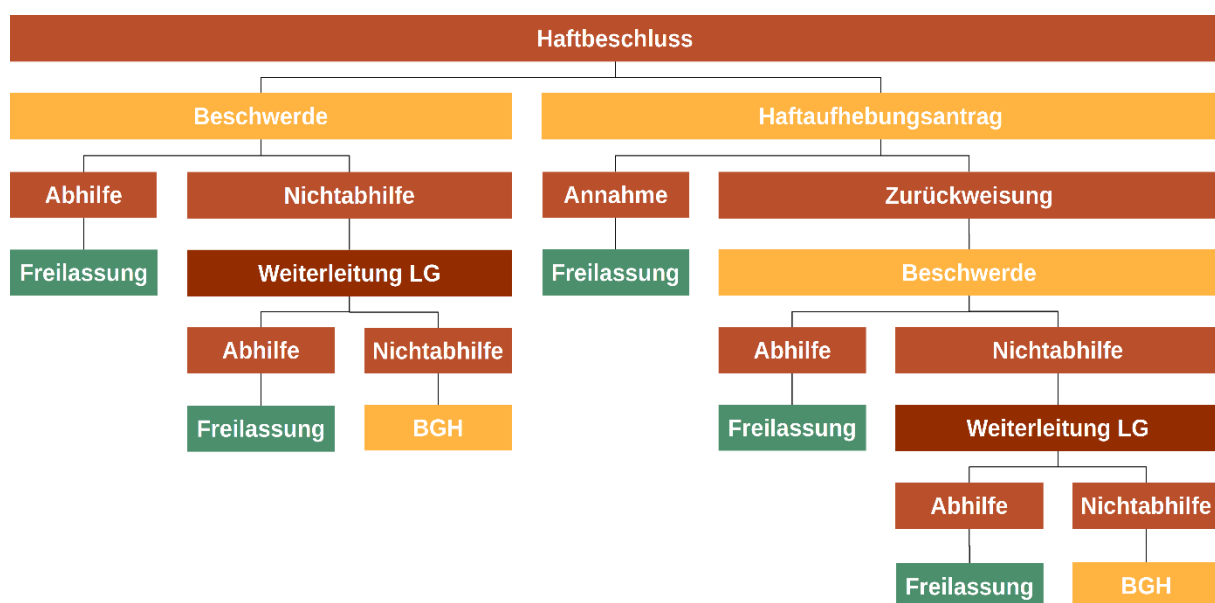 Haftbeschluss
Beschwerde
Haftaufhebungsantrag
Abhilfe
Nichtabhilfe
Annahme
Zurückweisung
Freilassung
Weiterleitung LG
Freilassung
Beschwerde
Abhilfe
Nichtabhilfe
Abhilfe
Nichtabhilfe
Freilassung
BGH
Freilassung
Weiterleitung LG
Abhilfe
Nichtabhilfe
Freilassung
BGH